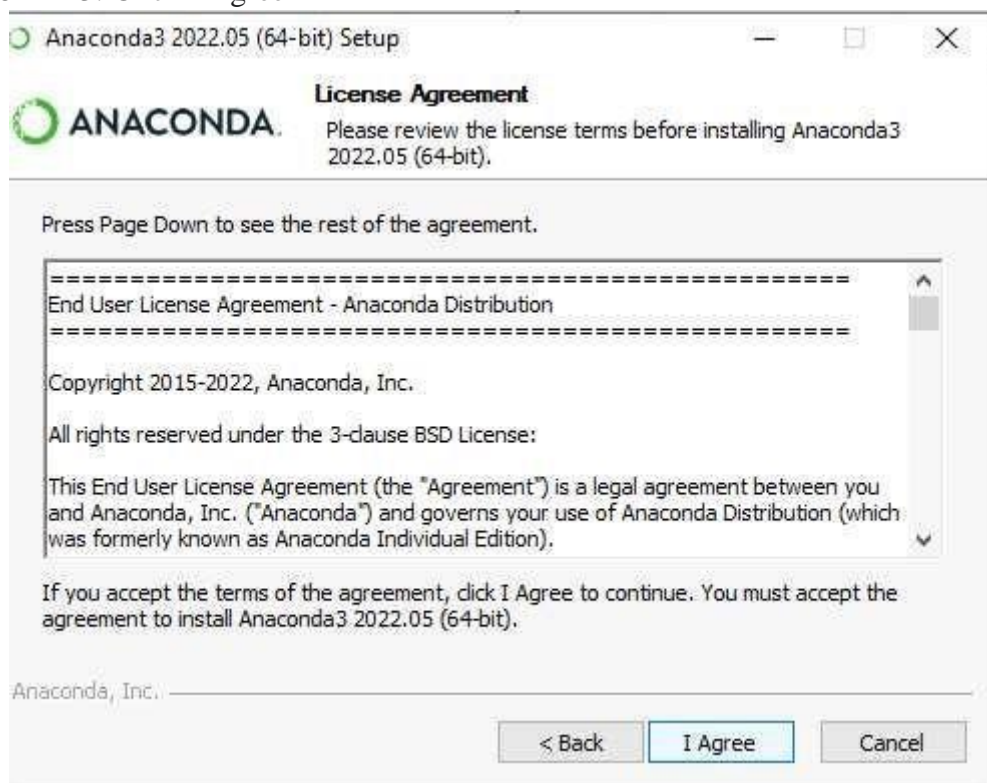 Anaconda3 2022.05 (64-bit) Setup
ANACONDA.
License Agreement
Please review the license terms before installing Anaconda3
2022.05 (64-bit).
Press Page Down to see the rest of the agreement.
=====================================================
End User License Agreement - Anaconda Distribution
=====================================================
Copyright 2015-2022, Anaconda, Inc.
All rights reserved under the 3-clause BSD License:
This End User License Agreement (the "Agreement") is a legal agreement between you
and Anaconda, Inc. ("Anaconda") and governs your use of Anaconda Distribution (which
was formerly known as Anaconda Individual Edition).
If you accept the terms of the agreement, click I Agree to continue. You must accept the
agreement to install Anaconda3 2022.05 (64-bit).
Anaconda, Inc.
< Back
I Agree
Cancel